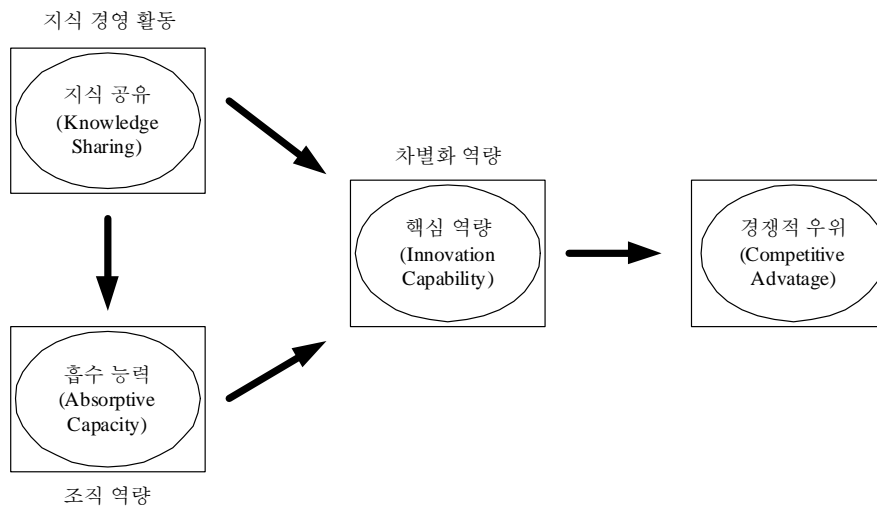 지식 경영 활동
지식 공유
(Knowledge
Sharing)
차별화 역량
핵심 역량
(Innovation
Capability)
경쟁적 우위
(Competitive
Advatage)
흡수 능력
(Absorptive
Capacity)
조직 역량